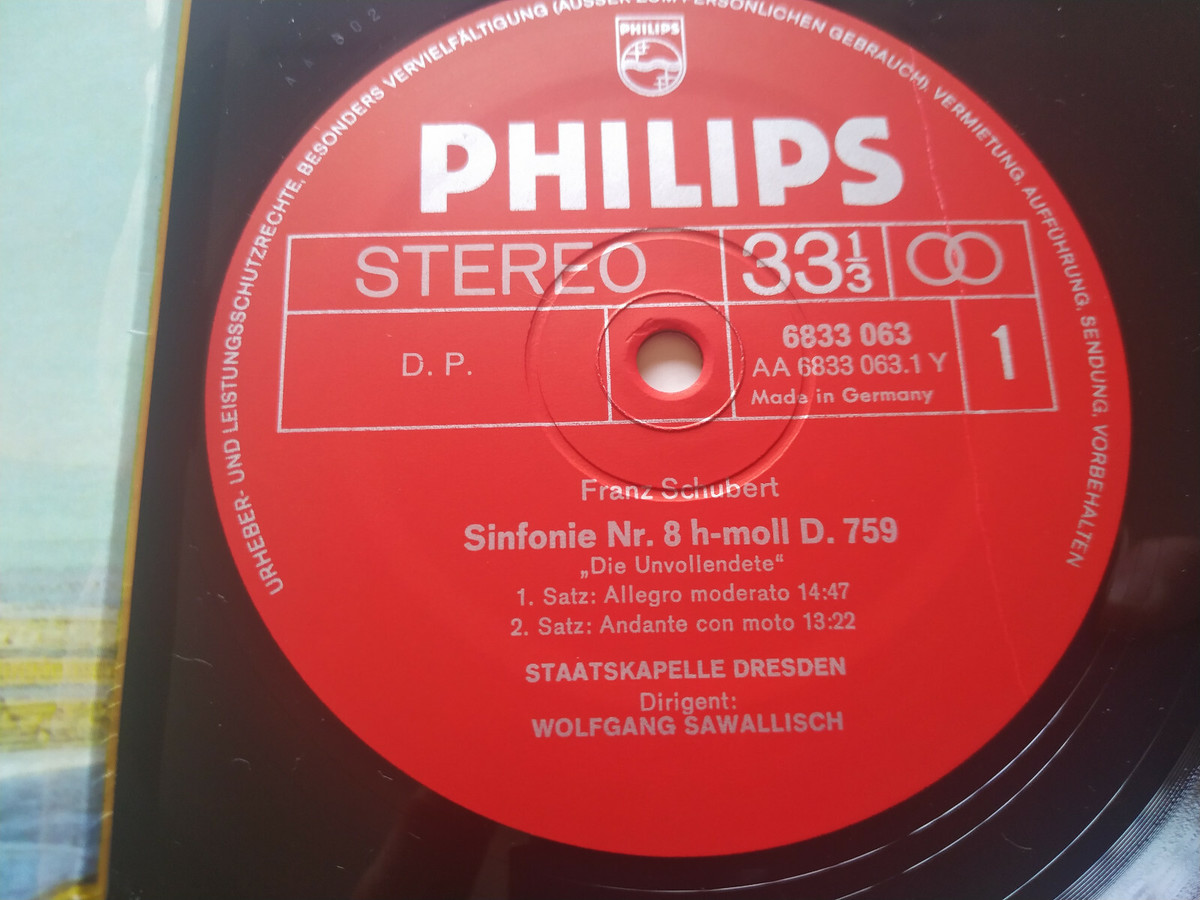 URHEBER- UND LEISTUNGSSCHUTZRECHTE, BESONDERS VERVIELFÄLTIGUNG (AUSSER ZUM PERSÖNLICHEN GEBRAUCH), VERMIETUNG, AUFFÜHRUNG, SENDUNG, VORBEHALTEN
PHILIPS
PHILIPS
STEREO
33 1/3
D. P.
6833 063
AA 6833 063.1 Y
Made in Germany
1
Franz Schubert
Sinfonie Nr. 8 h-moll D. 759
„Die Unvollendete“
1. Satz: Allegro moderato 14:47
2. Satz: Andante con moto 13:22
STAATSKAPELLE DRESDEN
Dirigent:
WOLFGANG SAWALLISCH